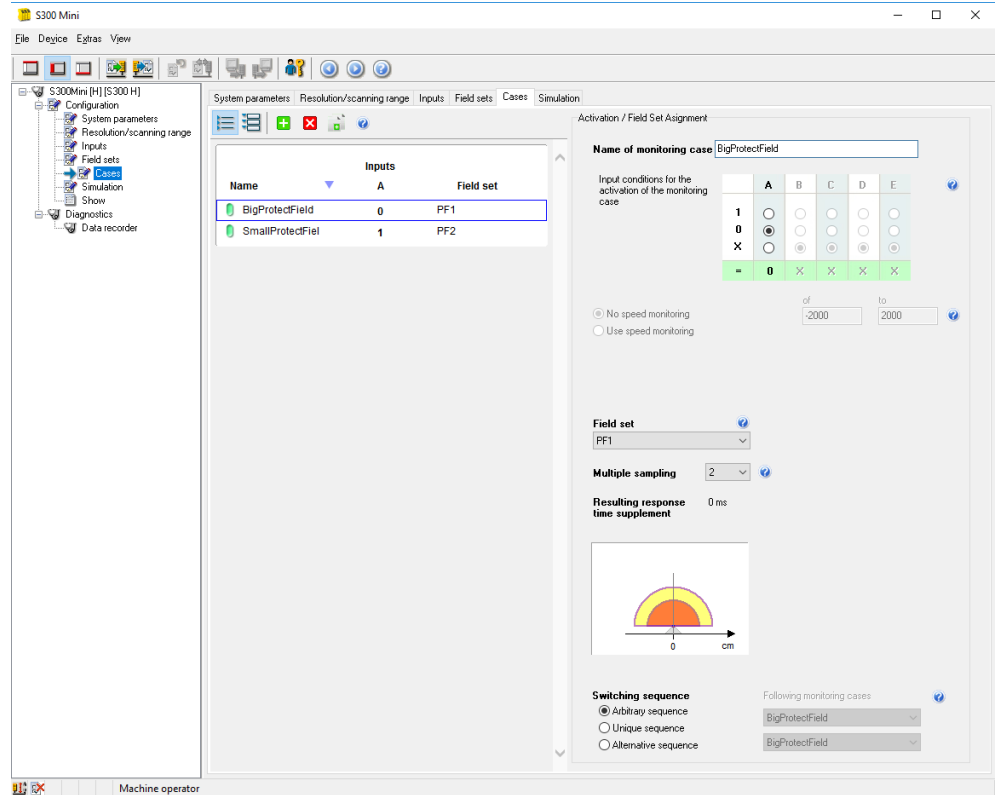 S300 Mini
File Device Extras View
S300Mini [H] [S300 H]
Configuration
System parameters
Resolution/scanning range
Inputs
Field sets
Cases
Simulation
Show
Diagnostics
Data recorder
System parameters Resolution/scanning range Inputs Field sets Cases Simulation
Inputs
Name A Field set
BigProtectField 0 PF1
SmallProtectFiel 1 PF2
Activation / Field Set Assignment
Name of monitoring case BigProtectField
Input conditions for the
activation of the monitoring
case
A B C D E
1
0
X
= 0 X X X X
of to
No speed monitoring -2000 2000
Use speed monitoring
Field set
PF1
Multiple sampling 2
Resulting response 0 ms
time supplement
0 cm
Switching sequence Following monitoring cases
Arbitrary sequence BigProtectField
Unique sequence
Alternative sequence BigProtectField
Machine operator